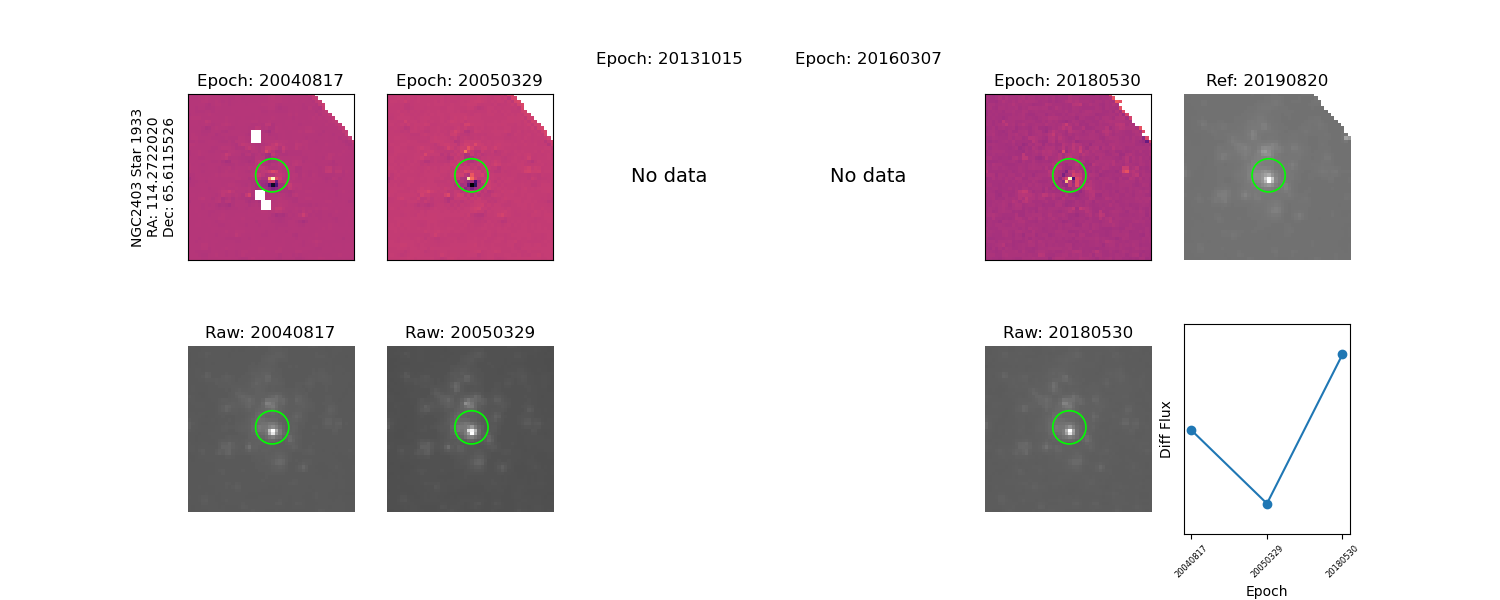 NGC2403 Star 1933
RA: 114.2722020
Dec: 65.6115526
Epoch: 20040817
Epoch: 20050329
Epoch: 20131015
No data
Epoch: 20160307
No data
Epoch: 20180530
Ref: 20190820
Raw: 20040817
Raw: 20050329
Raw: 20180530
Diff Flux
20040817
20050329
20180530
Epoch